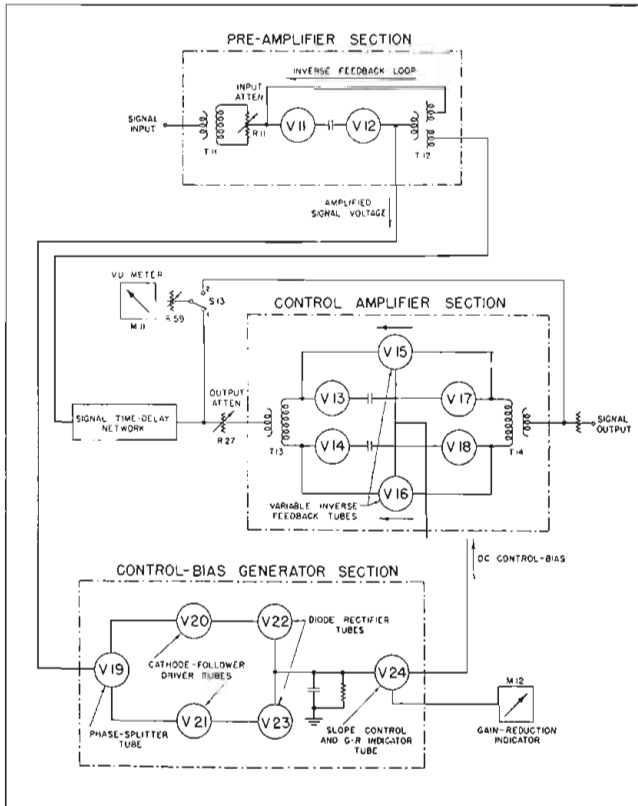 PRE-AMPLIFIER SECTION
INVERSE FEEDBACK LOOP
INPUT
ATTEN
SIGNAL
INPUT
V11
V12
R11
T11
T12
AMPLIFIED
SIGNAL VOLTAGE
VU METER
M11
R59
2
S13
1
CONTROL AMPLIFIER SECTION
V15
V13
V17
OUTPUT
ATTEN
SIGNAL TIME-DELAY
NETWORK
R27
T13
V14
V18
T14
SIGNAL
OUTPUT
V16
VARIABLE INVERSE
FEEDBACK TUBES
DC CONTROL-BIAS
CONTROL-BIAS GENERATOR SECTION
V20
V22
DIODE RECTIFIER
TUBES
V19
CATHODE-FOLLOWER
DRIVER TUBES
V24
M12
PHASE-SPLITTER
TUBE
V21
V23
SLOPE CONTROL
AND G-R INDICATOR
TUBE
GAIN-REDUCTION
INDICATOR